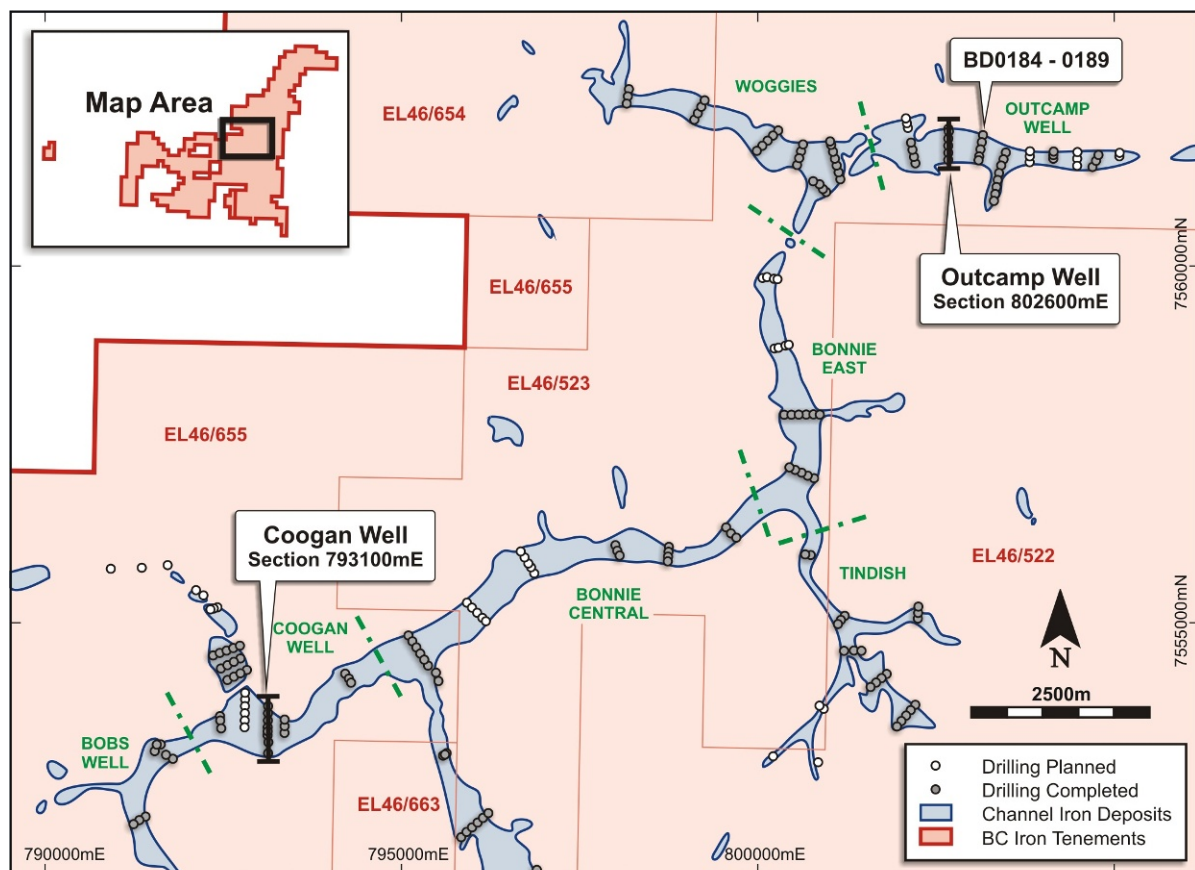 Map Area
EL46/654
WOGGIES
BD0184 - 0189
OUTCAMP
WELL
Outcamp Well
Section 802600mE
7560000mN
EL46/655
EL46/523
BONNIE
EAST
EL46/655
Coogan Well
Section 793100mE
EL46/522
TINDISH
BONNIE
CENTRAL
COOGAN
WELL
7555000mN
N
2500m
BOBS
WELL
EL46/663
Drilling Planned
Drilling Completed
Channel Iron Deposits
BC Iron Tenements
790000mE
795000mE
800000mE